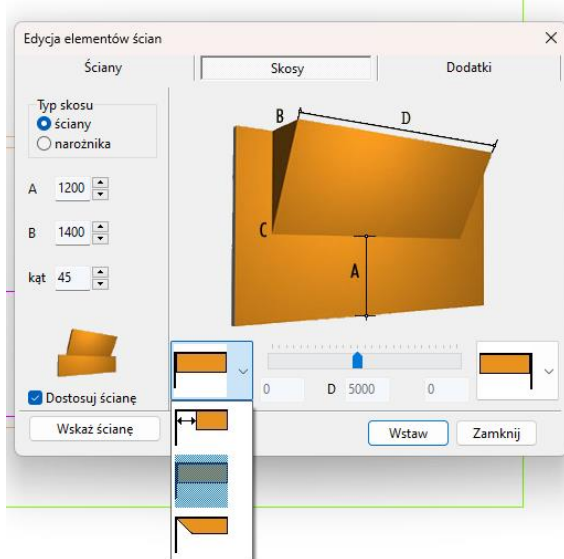 Edycja elementów ścian
Ściany Skosy Dodatki
Typ skosu
ściany
narożnika
A 1200
B 1400
kąt 45
B D
C
A
Dostosuj ścianę
0 D 5000 0
Wskaż ścianę Wstaw Zamknij